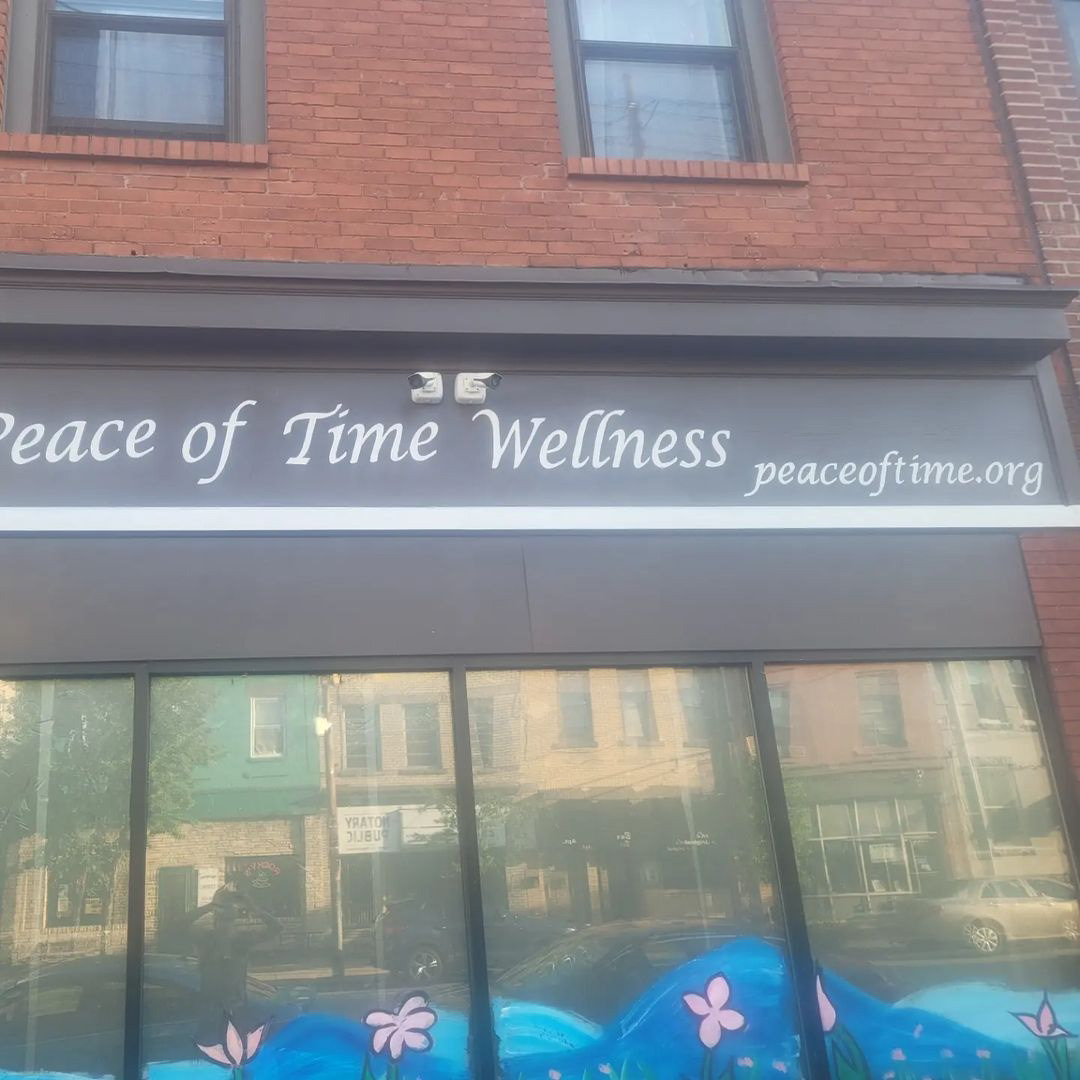 Peace of Time Wellness
peaceoftime.org
NOTARY
PUBLIC